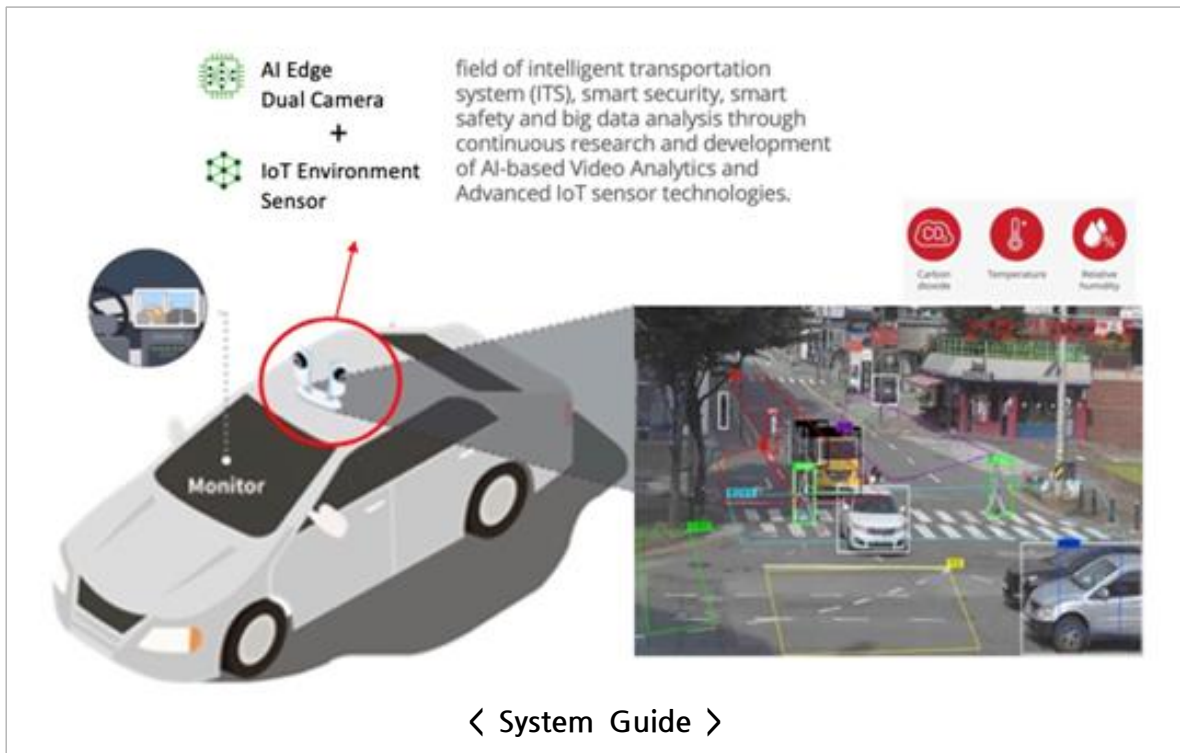 AI Edge
Dual Camera
+
IoT Environment
Sensor
field of intelligent transportation
system (ITS), smart security, smart
safety and big data analysis through
continuous research and development
of AI-based Video Analytics and
Advanced IoT sensor technologies.
CO₂
Carbon
dioxide
Temperature
%
Relative
humidity
Monitor
< System Guide >